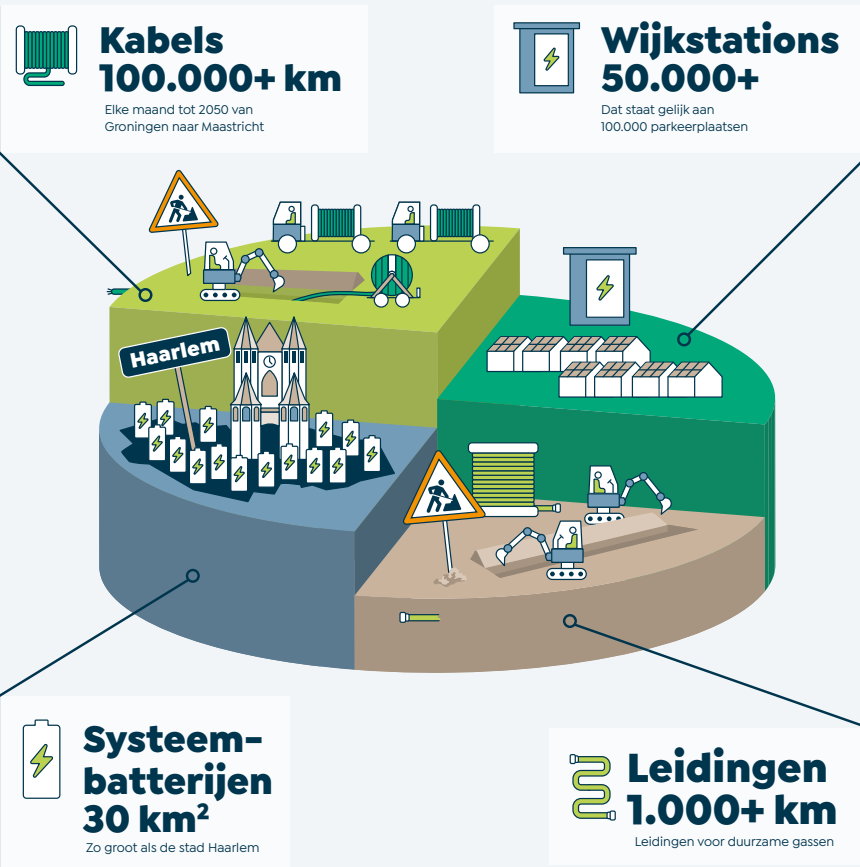 Kabels
100.000+ km
Elke maand tot 2050 van
Groningen naar Maastricht
Wijkstations
50.000+
Dat staat gelijk aan
100.000 parkeerplaatsen
Haarlem
Systeem-
batterijen
30 km²
Zo groot als de stad Haarlem
Leidingen
1.000+ km
Leidingen voor duurzame gassen